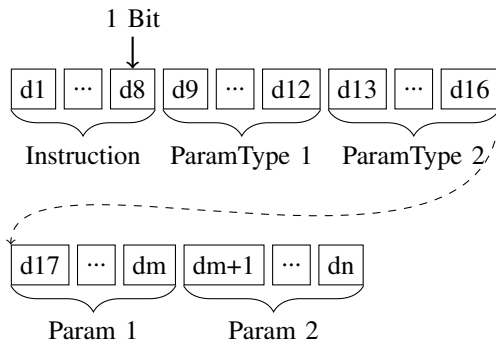 1 Bit
d1 ... d8 d9 ... d12 d13 ... d16
Instruction ParamType 1 ParamType 2
d17 ... dm dm+1 ... dn
Param 1 Param 2